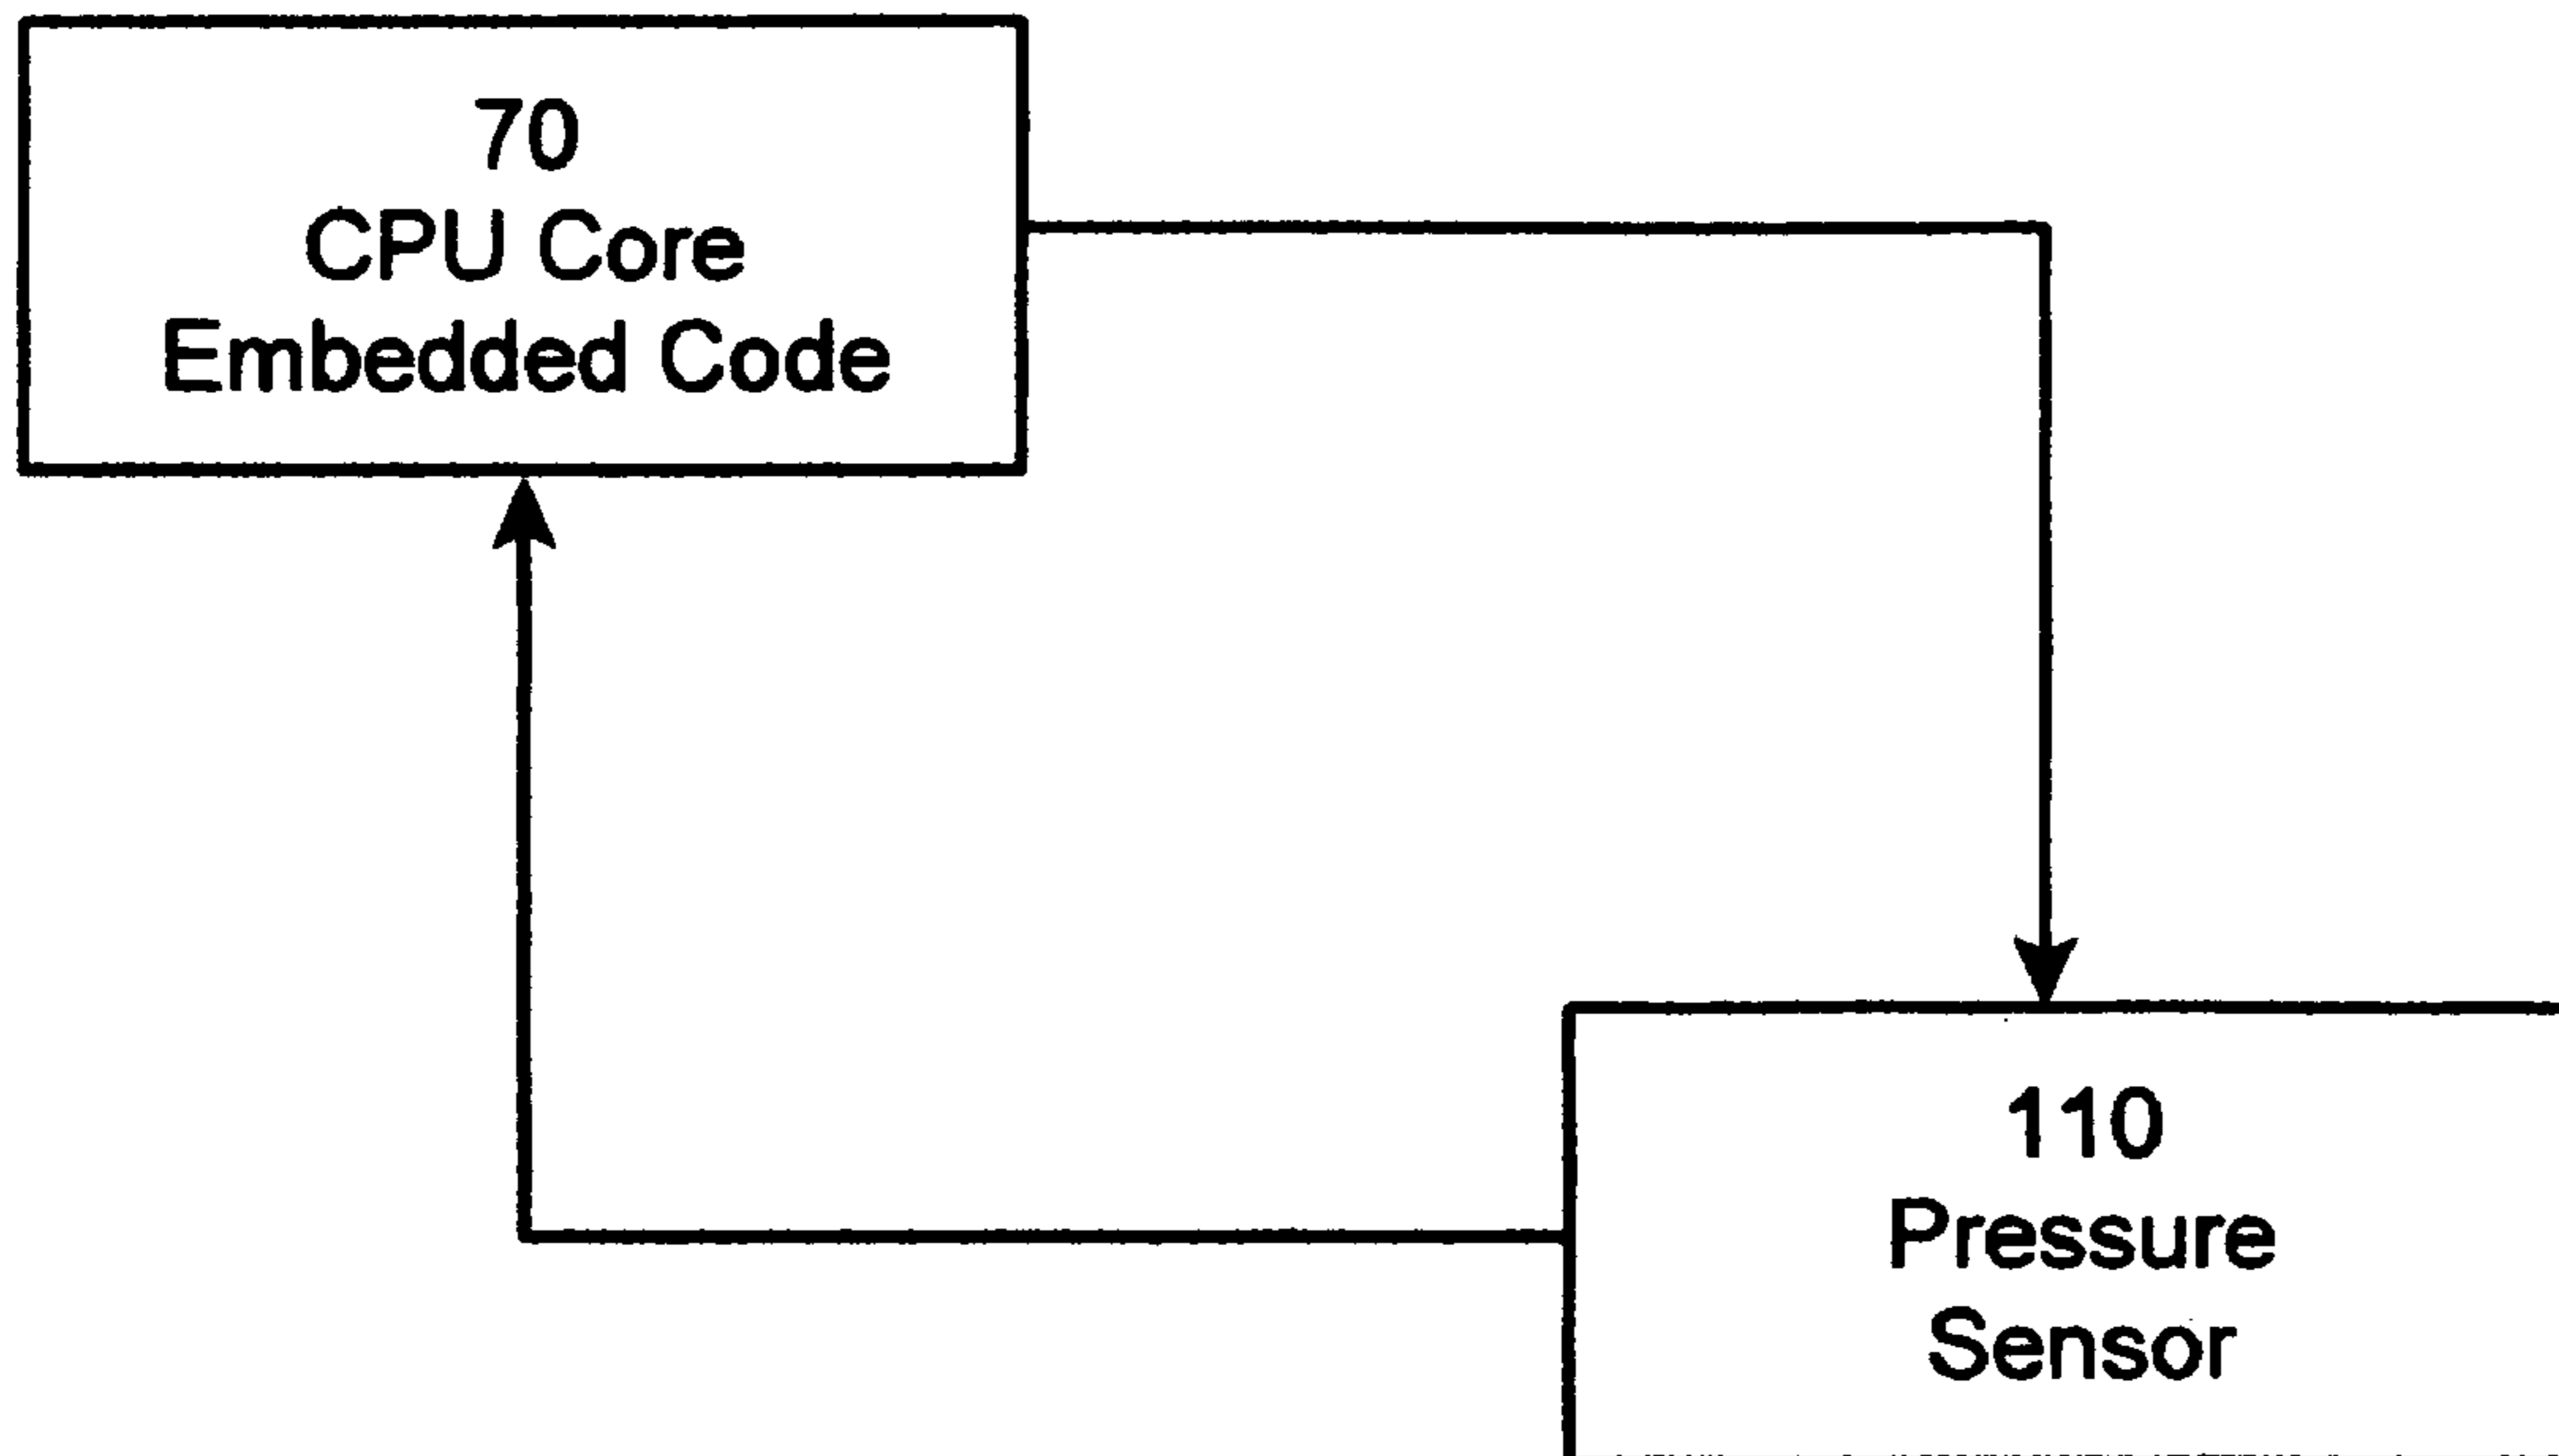 70
CPU Core
Embedded Code
110
Pressure
Sensor